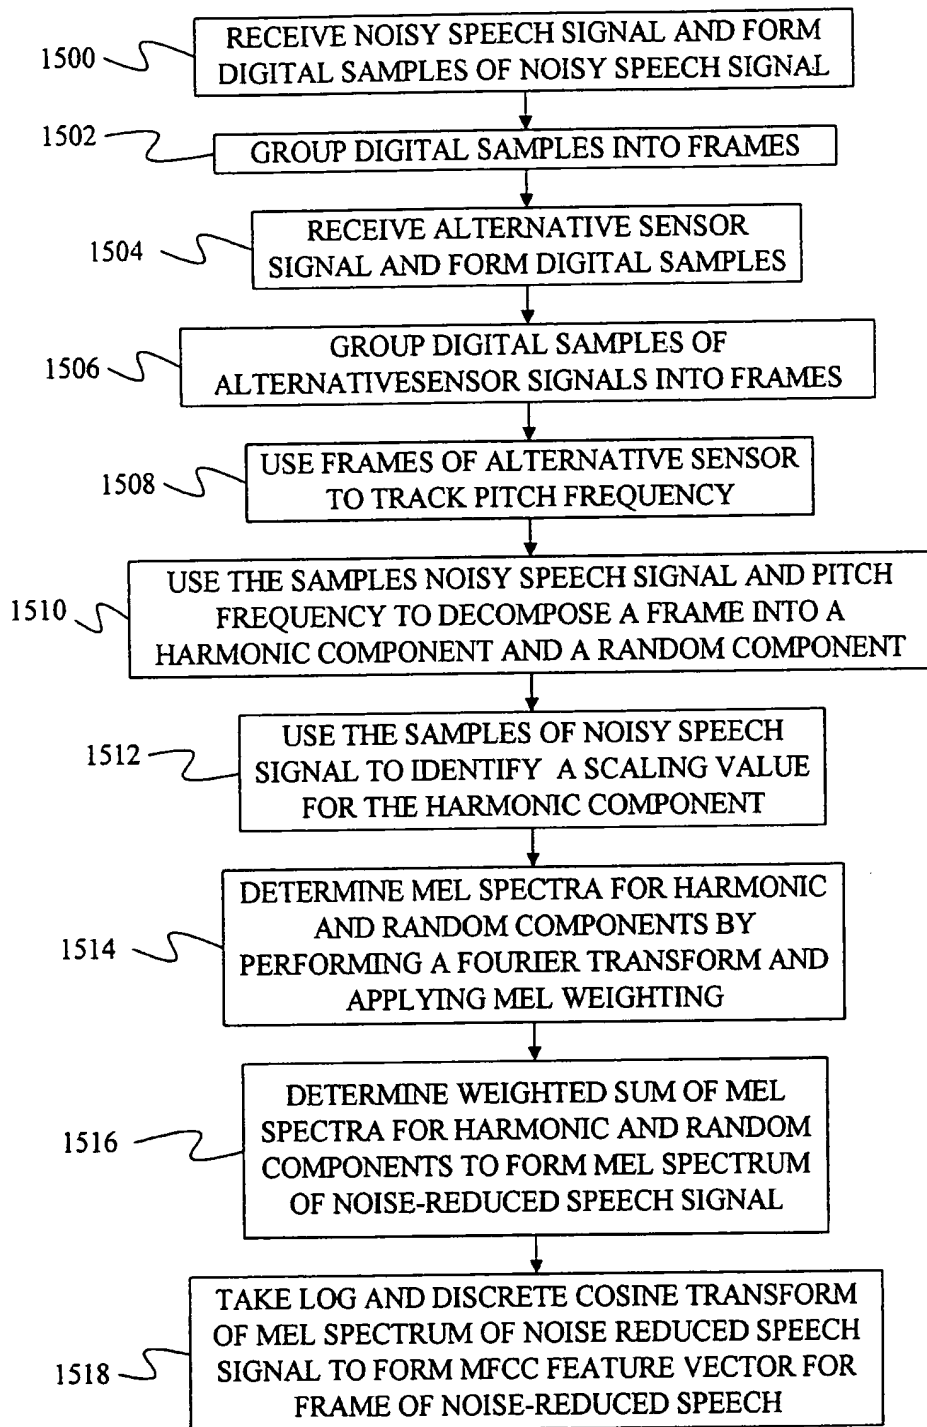 1500
RECEIVE NOISY SPEECH SIGNAL AND FORM
DIGITAL SAMPLES OF NOISY SPEECH SIGNAL
1502
GROUP DIGITAL SAMPLES INTO FRAMES
1504
RECEIVE ALTERNATIVE SENSOR
SIGNAL AND FORM DIGITAL SAMPLES
1506
GROUP DIGITAL SAMPLES OF
ALTERNATIVESENSOR SIGNALS INTO FRAMES
1508
USE FRAMES OF ALTERNATIVE SENSOR
TO TRACK PITCH FREQUENCY
1510
USE THE SAMPLES NOISY SPEECH SIGNAL AND PITCH
FREQUENCY TO DECOMPOSE A FRAME INTO A
HARMONIC COMPONENT AND A RANDOM COMPONENT
1512
USE THE SAMPLES OF NOISY SPEECH
SIGNAL TO IDENTIFY A SCALING VALUE
FOR THE HARMONIC COMPONENT
1514
DETERMINE MEL SPECTRA FOR HARMONIC
AND RANDOM COMPONENTS BY
PERFORMING A FOURIER TRANSFORM AND
APPLYING MEL WEIGHTING
1516
DETERMINE WEIGHTED SUM OF MEL
SPECTRA FOR HARMONIC AND RANDOM
COMPONENTS TO FORM MEL SPECTRUM
OF NOISE-REDUCED SPEECH SIGNAL
1518
TAKE LOG AND DISCRETE COSINE TRANSFORM
OF MEL SPECTRUM OF NOISE REDUCED SPEECH
SIGNAL TO FORM MFCC FEATURE VECTOR FOR
FRAME OF NOISE-REDUCED SPEECH